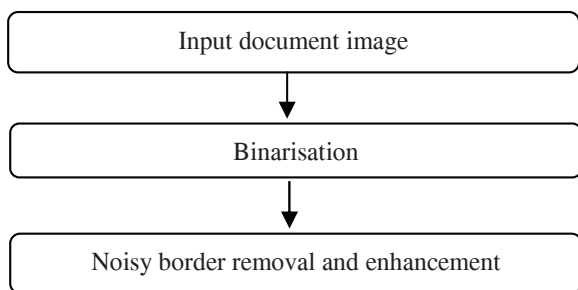 Input document image
Binarisation
Noisy border removal and enhancement